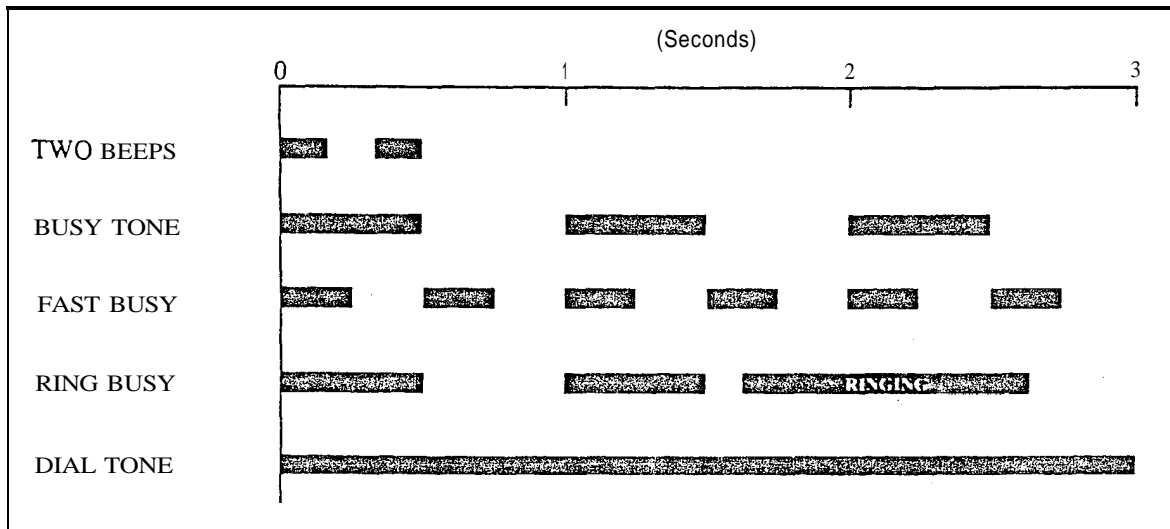 (Seconds)
0 1 2 3
TWO BEEPS
BUSY TONE
FAST BUSY
RING BUSY
RINGING
DIAL TONE